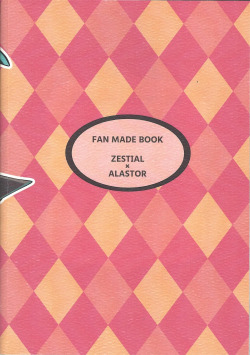 FAN MADE BOOK
ZESTIAL
×
ALASTOR